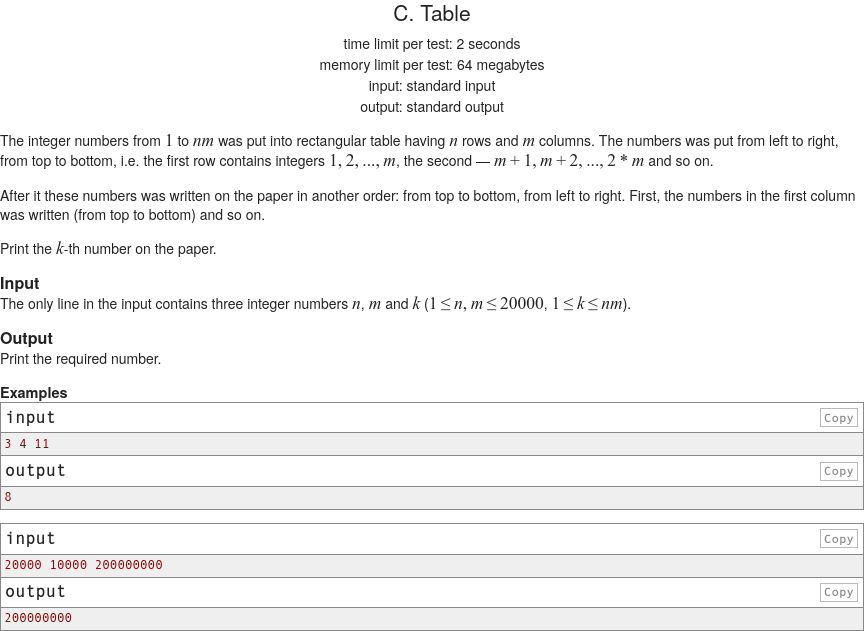 C. Table
time limit per test: 2 seconds
memory limit per test: 64 megabytes
input: standard input
output: standard output
The integer numbers from 1 to nm was put into rectangular table having n rows and m columns. The numbers was put from left to right,
from top to bottom, i.e. the first row contains integers 1, 2, ..., m, the second — m + 1, m + 2, ..., 2 * m and so on.
After it these numbers was written on the paper in another order: from top to bottom, from left to right. First, the numbers in the first column
was written (from top to bottom) and so on.
Print the k-th number on the paper.
Input
The only line in the input contains three integer numbers n, m and k (1 ≤ n, m ≤ 20000, 1 ≤ k ≤ nm).
Output
Print the required number.
Examples
input Copy
3 4 11
output Copy
8
input Copy
20000 10000 200000000
output Copy
200000000